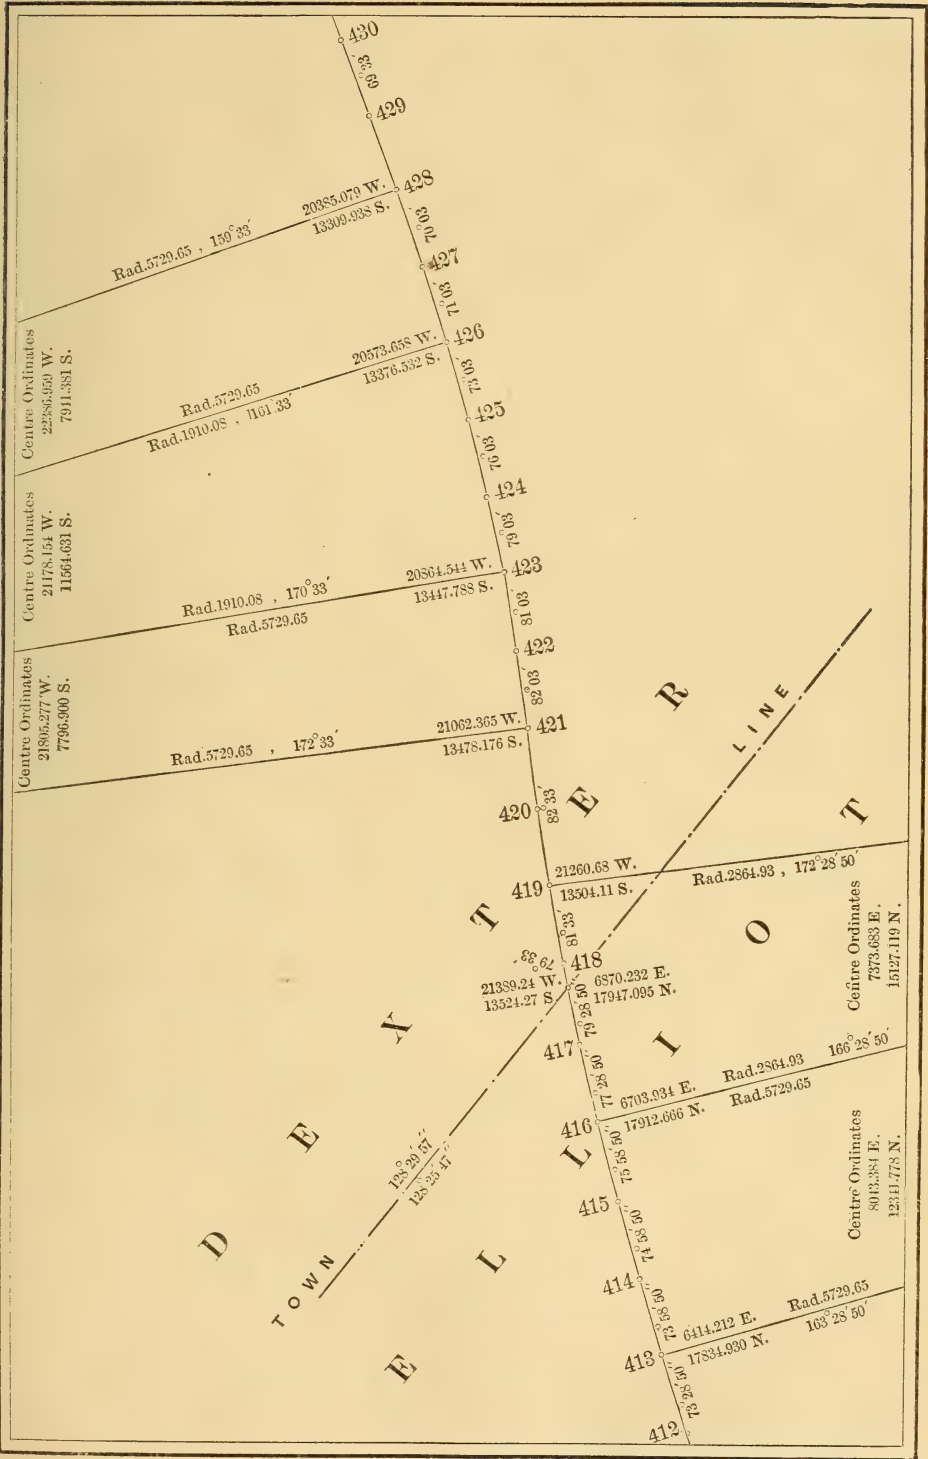 430
69°33′
429
428
20385.079 W.
13309.938 S.
Rad.5729.65 , 159°33′
70°03′
427
71°03′
426
20573.658 W.
13376.532 S.
Rad.5729.65
Rad.1910.08 , 161°33′
Centre Ordinates
22386.959 W.
7941.381 S.
73°03′
425
76°03′
424
79°03′
423
20864.544 W.
13447.788 S.
Rad.1910.08 , 170°33′
Rad.5729.65
Centre Ordinates
21178.154 W.
11564.631 S.
81°03′
422
82°03′
421
21062.365 W.
13478.176 S.
Rad.5729.65 , 172°33′
Centre Ordinates
21805.277 W.
7796.900 S.
82°33′
420
419
21260.68 W.
13504.11 S.
Rad.2864.93 , 172°28′50″
81°33′
418
79°33′
21389.24 W.
13524.27 S.
6870.232 E.
17947.095 N.
79°28′50″
417
77°28′50″
416
6703.934 E.
17912.666 N.
Rad.2864.93 166°28′50″
Rad.5729.65
Centre Ordinates
7373.683 E.
15127.119 N.
75°58′50″
415
74°58′50″
414
73°58′50″
413
6414.212 E.
17834.930 N.
Rad.5729.65
163°28′50″
Centre Ordinates
8043.384 E.
12341.778 N.
73°28′50″
412
DEXTER
ELLIOT
TOWN LINE
128°29′57″
128°25′47″